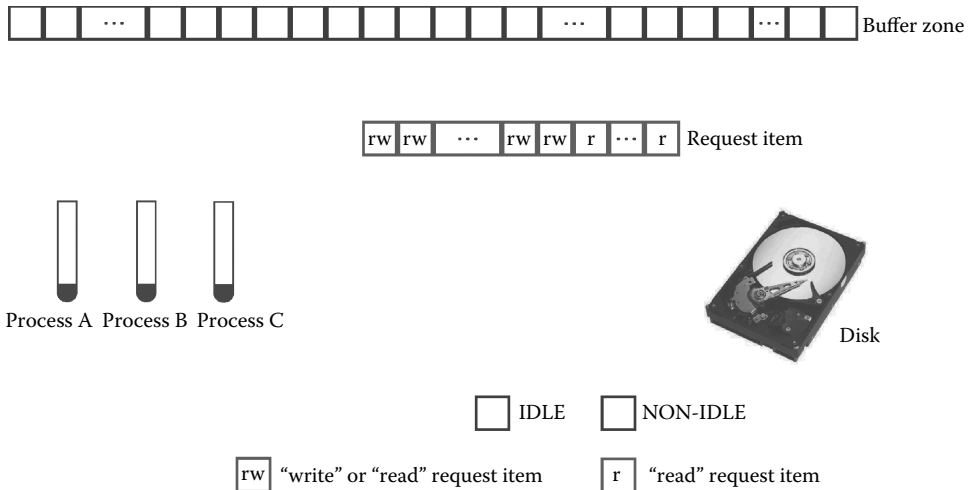 ... ... ... Buffer zone
rw rw ... rw rw r ... r Request item
Process A Process B Process C
Disk
IDLE NON-IDLE
rw “write” or “read” request item r “read” request item